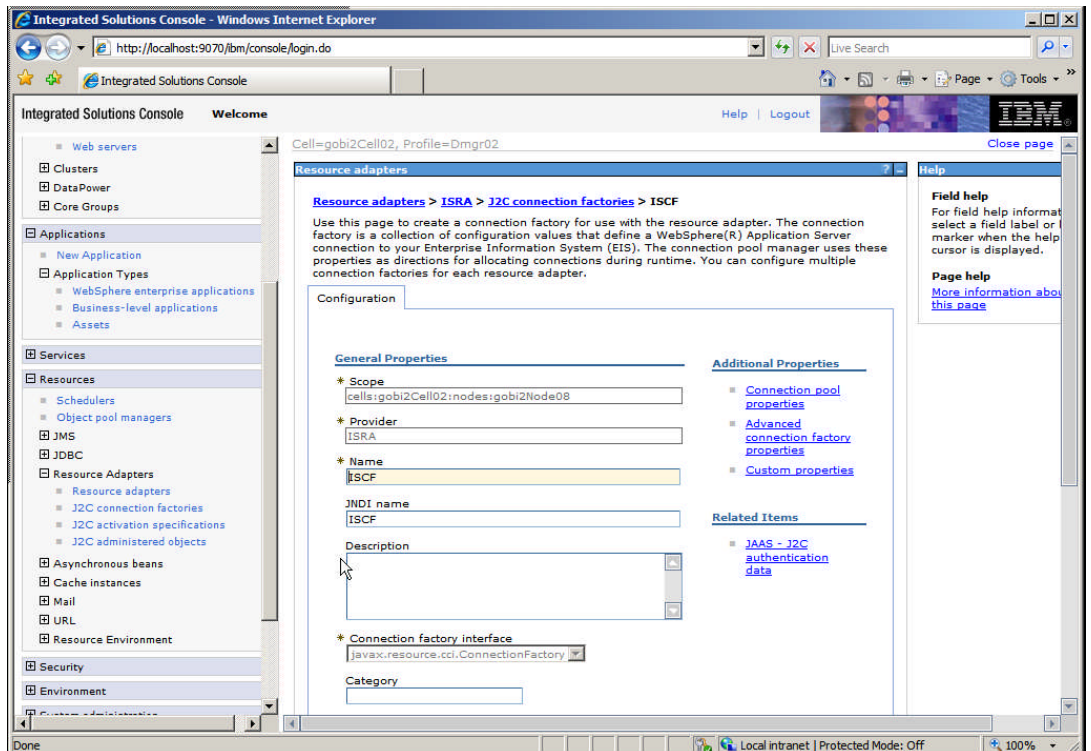 Integrated Solutions Console - Windows Internet Explorer
http://localhost:9070/ibm/console/login.do
Live Search
Integrated Solutions Console
Page
Tools
Integrated Solutions Console Welcome
Help | Logout
IBM
Web servers
Clusters
DataPower
Core Groups
Applications
New Application
Application Types
WebSphere enterprise applications
Business-level applications
Assets
Services
Resources
Schedulers
Object pool managers
JMS
JDBC
Resource Adapters
Resource adapters
J2C connection factories
J2C activation specifications
J2C administered objects
Asynchronous beans
Cache instances
Mail
URL
Resource Environment
Security
Environment
System administration
Cell=gobi2Cell02, Profile=Dmgr02
Close page
Resource adapters
? -
Resource adapters > ISRA > J2C connection factories > ISCF
Use this page to create a connection factory for use with the resource adapter. The connection
factory is a collection of configuration values that define a WebSphere(R) Application Server
connection to your Enterprise Information System (EIS). The connection pool manager uses these
properties as directions for allocating connections during runtime. You can configure multiple
connection factories for each resource adapter.
Configuration
General Properties
* Scope
cells:gobi2Cell02:nodes:gobi2Node08
* Provider
ISRA
* Name
ISCF
JNDI name
ISCF
Description
* Connection factory interface
javax.resource.cci.ConnectionFactory
Category
Additional Properties
Connection pool
properties
Advanced
connection factory
properties
Custom properties
Related Items
JAAS - J2C
authentication
data
Help
Field help
For field help informat
select a field label or l
marker when the help
cursor is displayed.
Page help
More information abou
this page
Done
Local intranet | Protected Mode: Off
100%